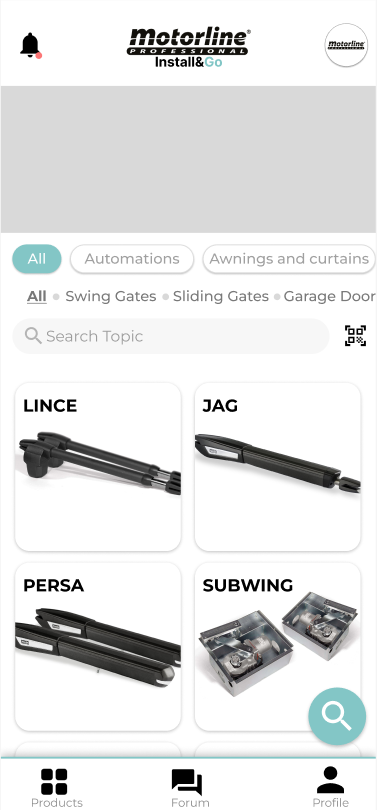 Motorline®
PROFESSIONAL
Install&Go
Motorline
PROFESSIONAL
All
Automations
Awnings and curtains
All
Swing Gates
Sliding Gates
Garage Door
Search Topic
LINCE
JAG
PERSA
SUBWING
Products
Forum
Profile